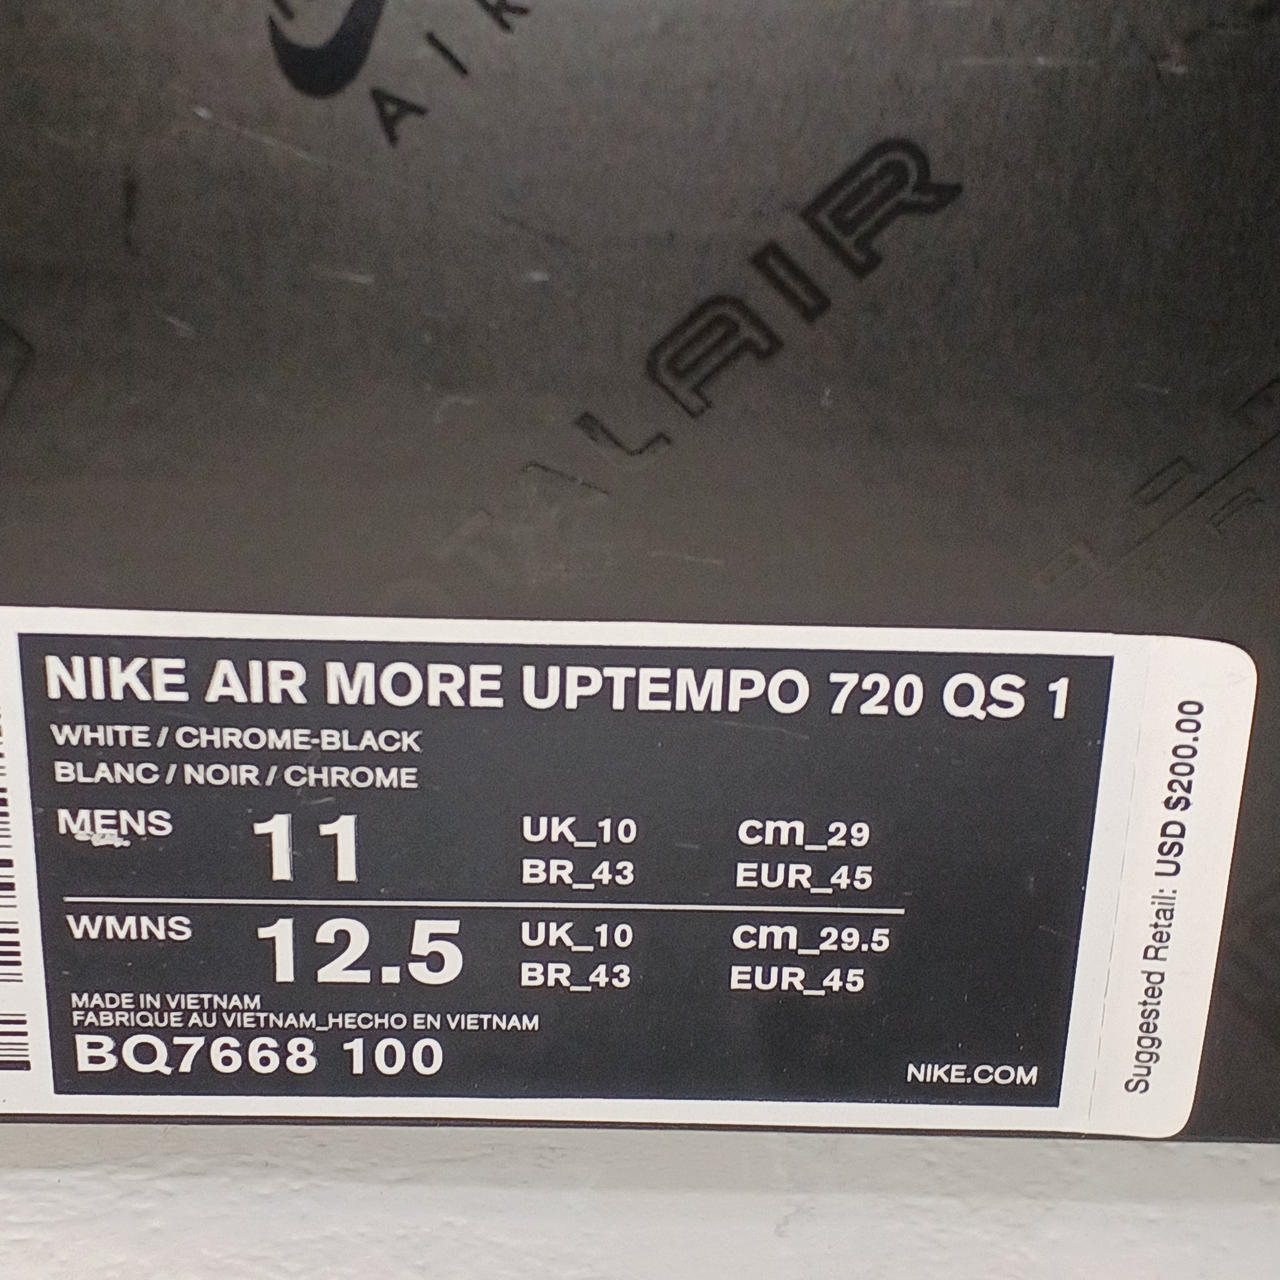 AIR
TALAIR
NIKE AIR MORE UPTEMPO 720 QS 1
WHITE / CHROME-BLACK
BLANC / NOIR / CHROME
MENS 11 UK_10 cm_29
BR_43 EUR_45
WMNS 12.5 UK_10 cm_29.5
BR_43 EUR_45
MADE IN VIETNAM
FABRIQUE AU VIETNAM_HECHO EN VIETNAM
BQ7668 100
NIKE.COM
Suggested Retail: USD $200.00